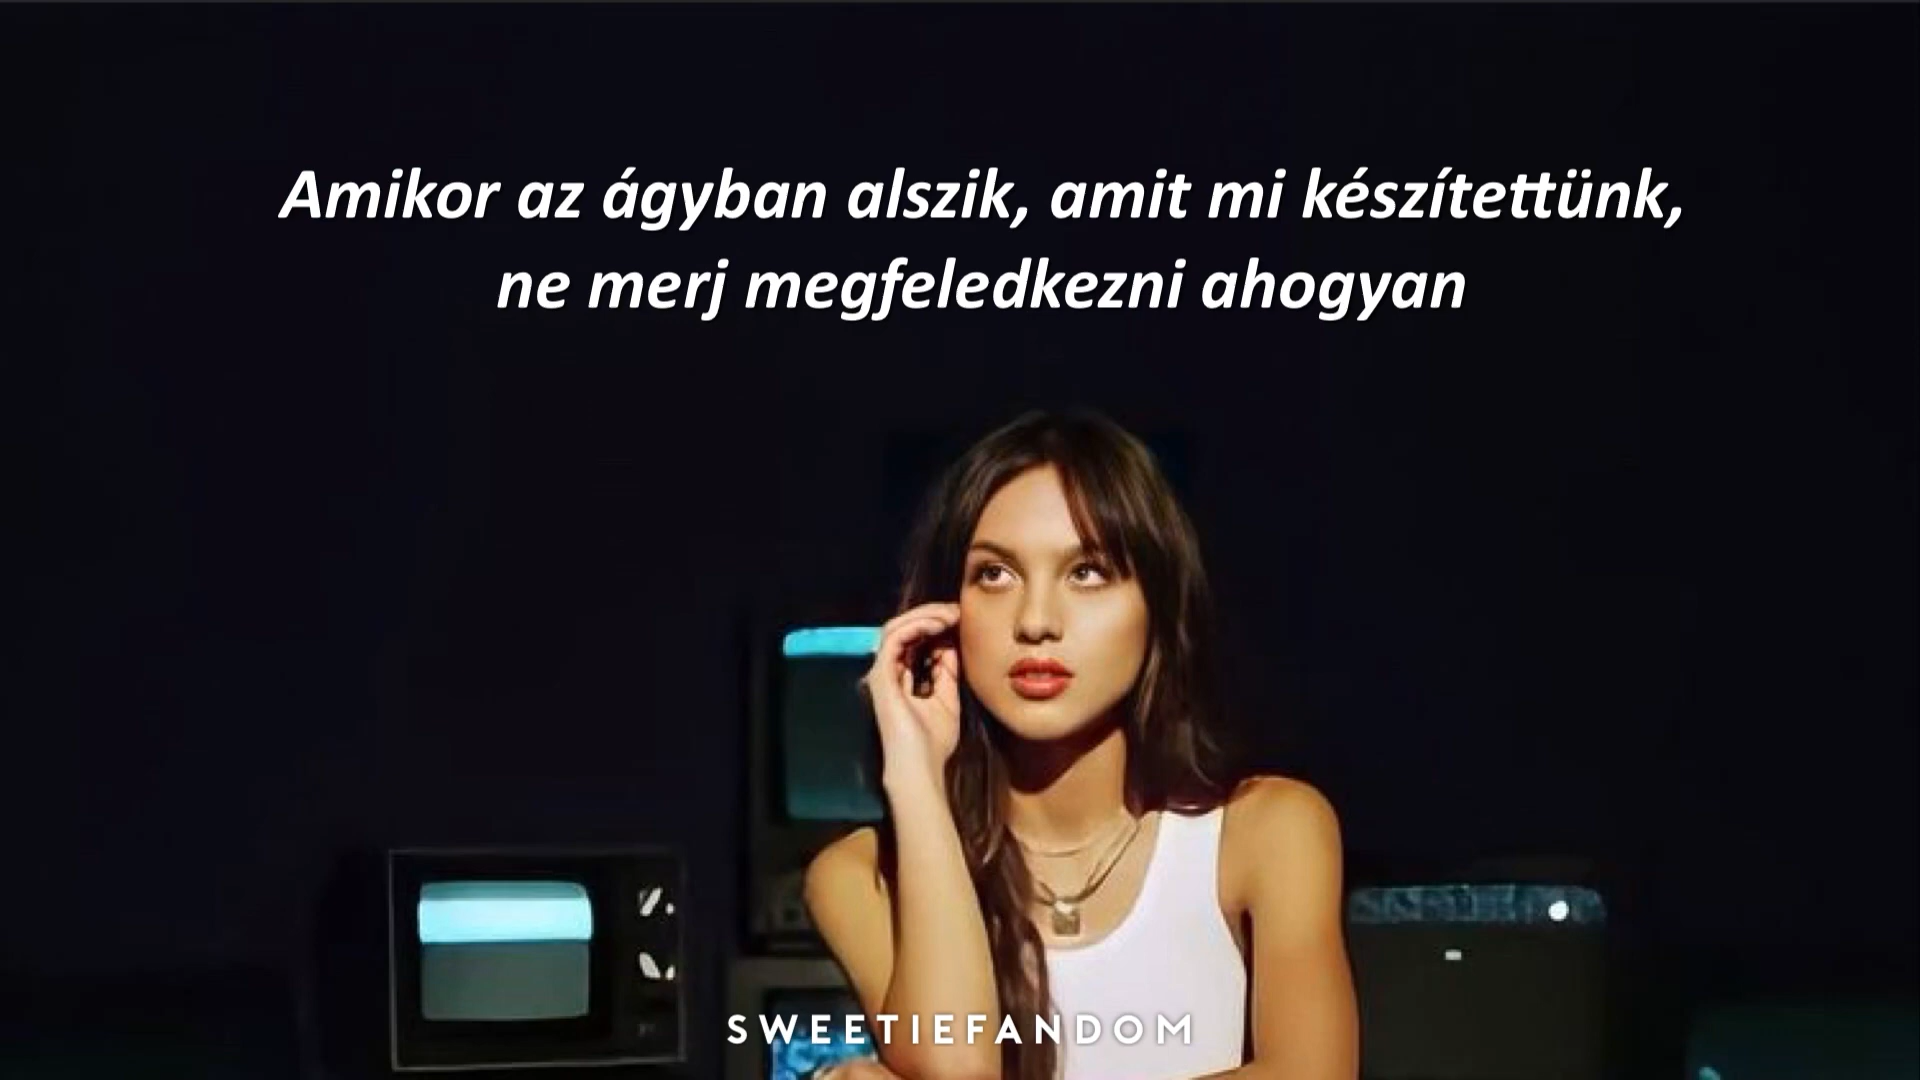 Amikor az ágyban alszik, amit mi készítettünk,
ne merj megfeledkezni ahogyan
SWEETIEFANDOM